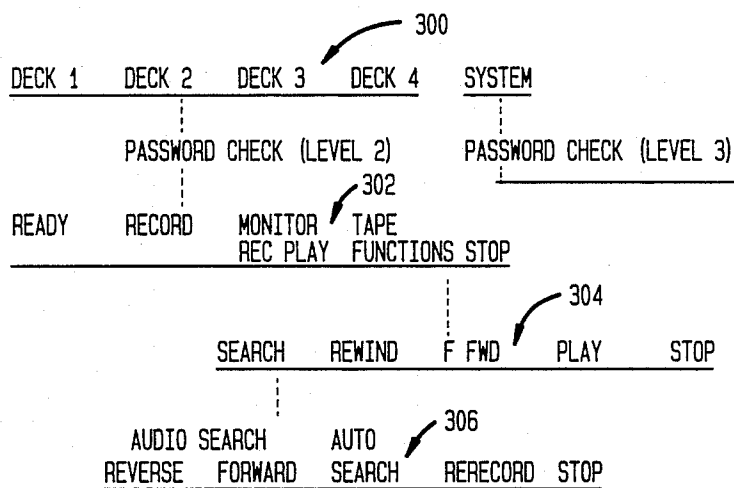 300
DECK 1 DECK 2 DECK 3 DECK 4 SYSTEM
PASSWORD CHECK (LEVEL 2) PASSWORD CHECK (LEVEL 3)
302
READY RECORD MONITOR TAPE
REC PLAY FUNCTIONS STOP
304
SEARCH REWIND F FWD PLAY STOP
306
AUDIO SEARCH AUTO
REVERSE FORWARD SEARCH RERECORD STOP